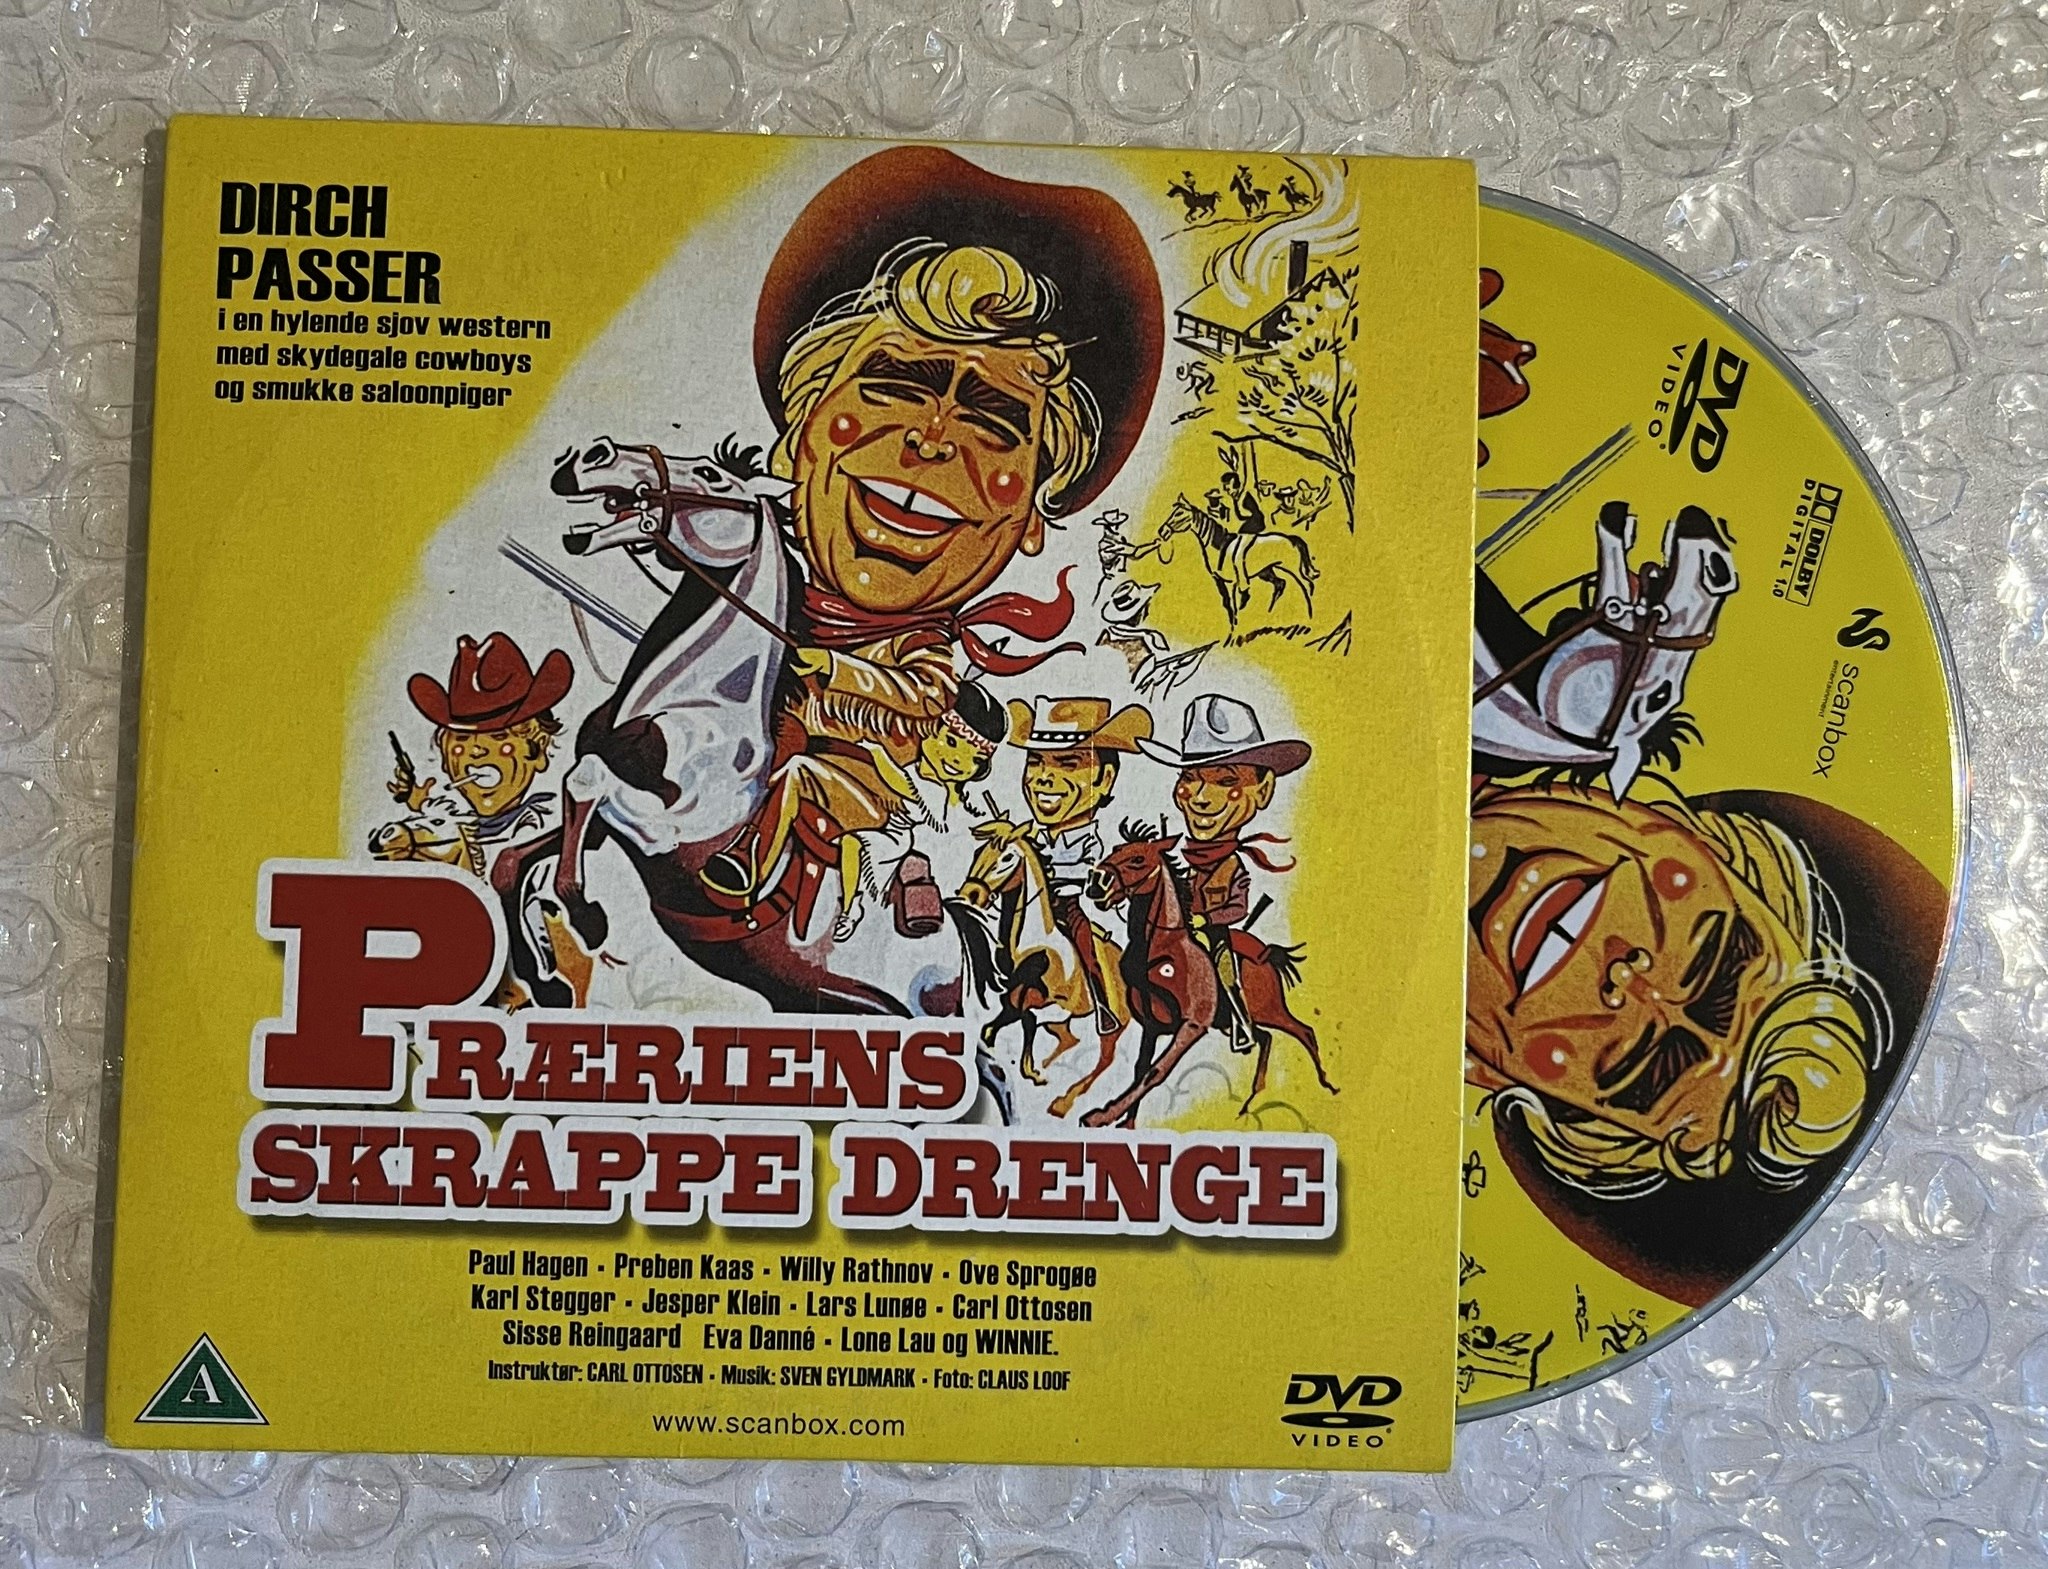 DIRCH
PASSER
i en hylende sjov western
med skydegale cowboys
og smukke saloonpiger
PRÆRIENS
SKRAPPE DRENGE
Paul Hagen • Preben Kaas • Willy Rathnov • Ove Sprogøe
Karl Stegger • Jesper Klein • Lars Lunøe • Carl Ottosen
Sisse Reingaard Eva Danné • Lone Lau og WINNIE.
Instruktør: CARL OTTOSEN • Musik: SVEN GYLDMARK • Foto: CLAUS LOOF
www.scanbox.com
A
DVD
VIDEO
DVD
VIDEO
DOLBY
DIGITAL 1.0
scanbox
entertainment